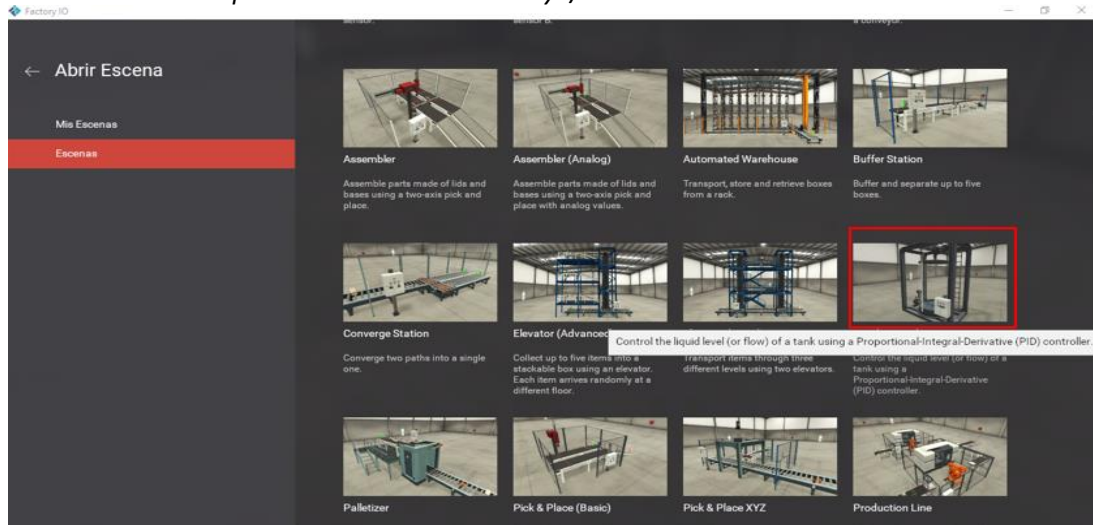 Factory IO
sensor.
sensor B.
a conveyor.
← Abrir Escena
Mis Escenas
Escenas
Assembler
Assembler (Analog)
Automated Warehouse
Buffer Station
Assemble parts made of lids and
bases using a two-axis pick and
place.
Assemble parts made of lids and
bases using a two-axis pick and
place with analog values.
Transport, store and retrieve boxes
from a rack.
Buffer and separate up to five
boxes.
Converge Station
Elevator (Advanced
Control the liquid level (or flow) of a tank using a Proportional-Integral-Derivative (PID) controller.
Converge two paths into a single
one.
Collect up to five items into a
stackable box using an elevator.
Each item arrives randomly at a
different floor.
Transport items through three
different levels using two elevators.
Control the liquid level (or flow) of a
tank using a
Proportional-Integral-Derivative
(PID) controller.
Palletizer
Pick & Place (Basic)
Pick & Place XYZ
Production Line